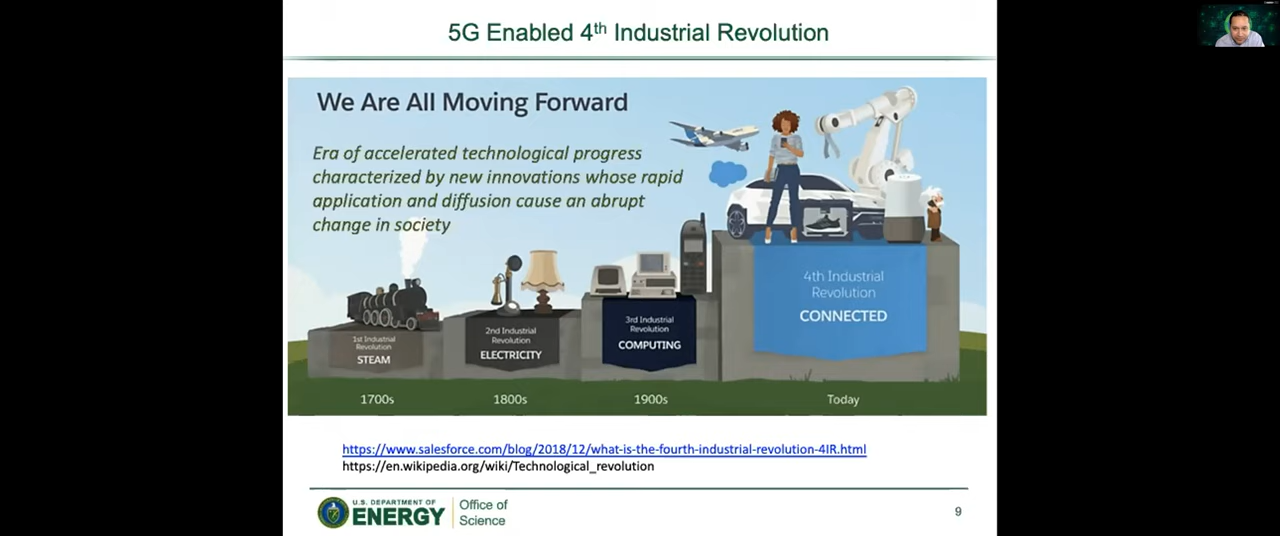 5G Enabled 4th Industrial Revolution
We Are All Moving Forward
Era of accelerated technological progress
characterized by new innovations whose rapid
application and diffusion cause an abrupt
change in society
1st Industrial
Revolution
STEAM
2nd Industrial
Revolution
ELECTRICITY
3rd Industrial
Revolution
COMPUTING
4th Industrial
Revolution
CONNECTED
1700s
1800s
1900s
Today
https://www.salesforce.com/blog/2018/12/what-is-the-fourth-industrial-revolution-4IR.html
https://en.wikipedia.org/wiki/Technological_revolution
U.S. DEPARTMENT OF
ENERGY
Office of
Science
9